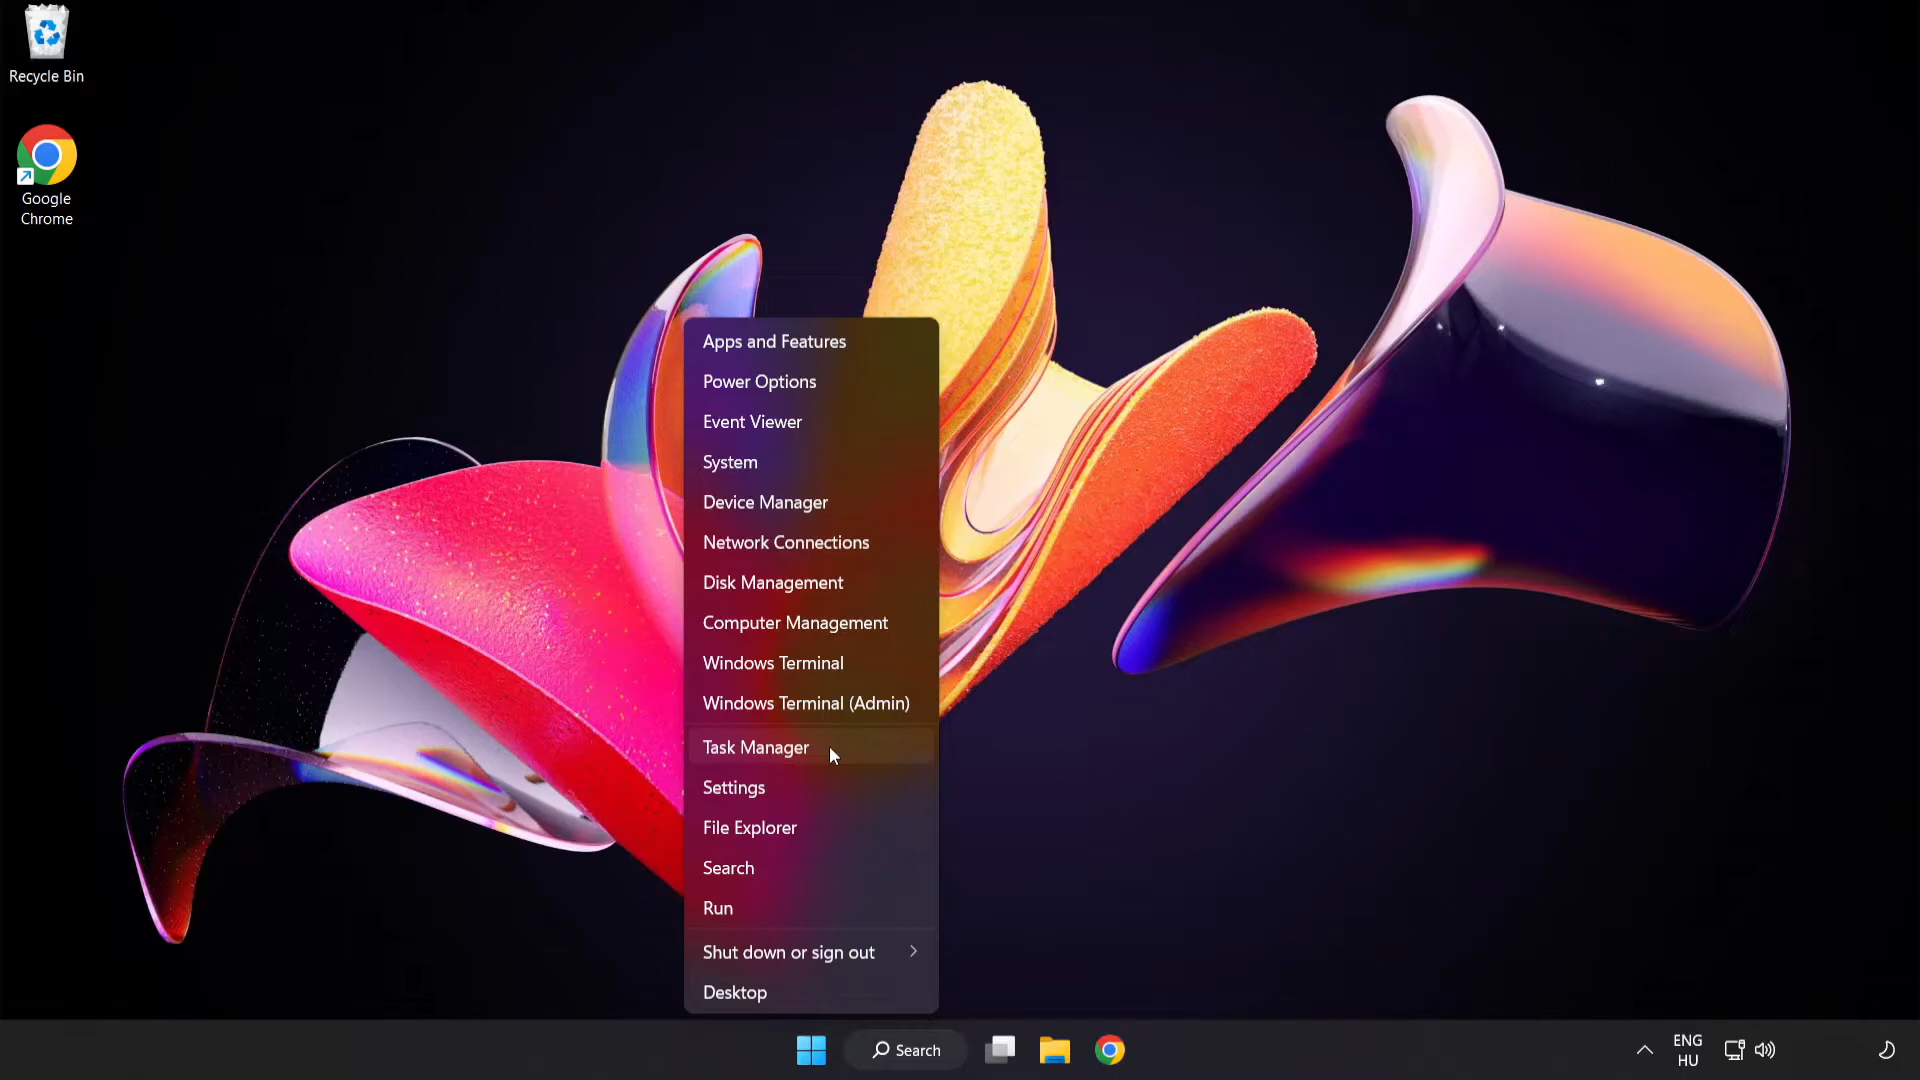 Recycle Bin
Google
Chrome
Apps and Features
Power Options
Event Viewer
System
Device Manager
Network Connections
Disk Management
Computer Management
Windows Terminal
Windows Terminal (Admin)
Task Manager
Settings
File Explorer
Search
Run
Shut down or sign out
Desktop
Search
ENG
HU